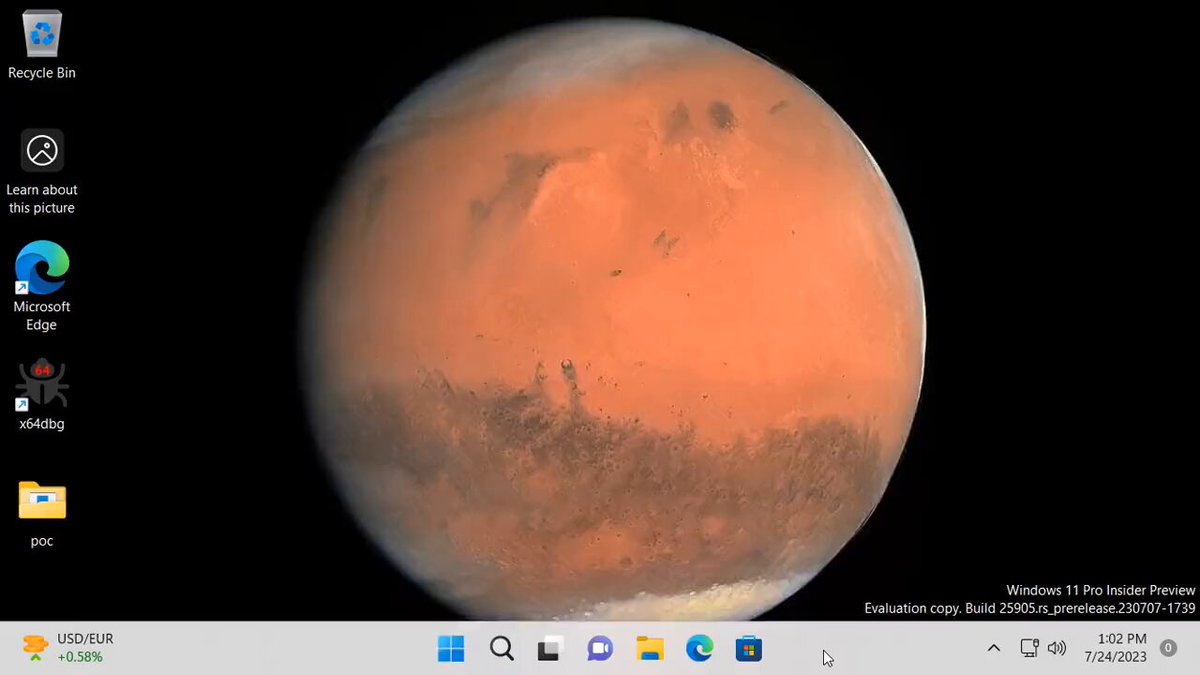 Recycle Bin
Learn about
this picture
Microsoft
Edge
64
x64dbg
poc
Windows 11 Pro Insider Preview
Evaluation copy. Build 25905.rs_prerelease.230707-1739
USD/EUR
+0.58%
1:02 PM
7/24/2023
0